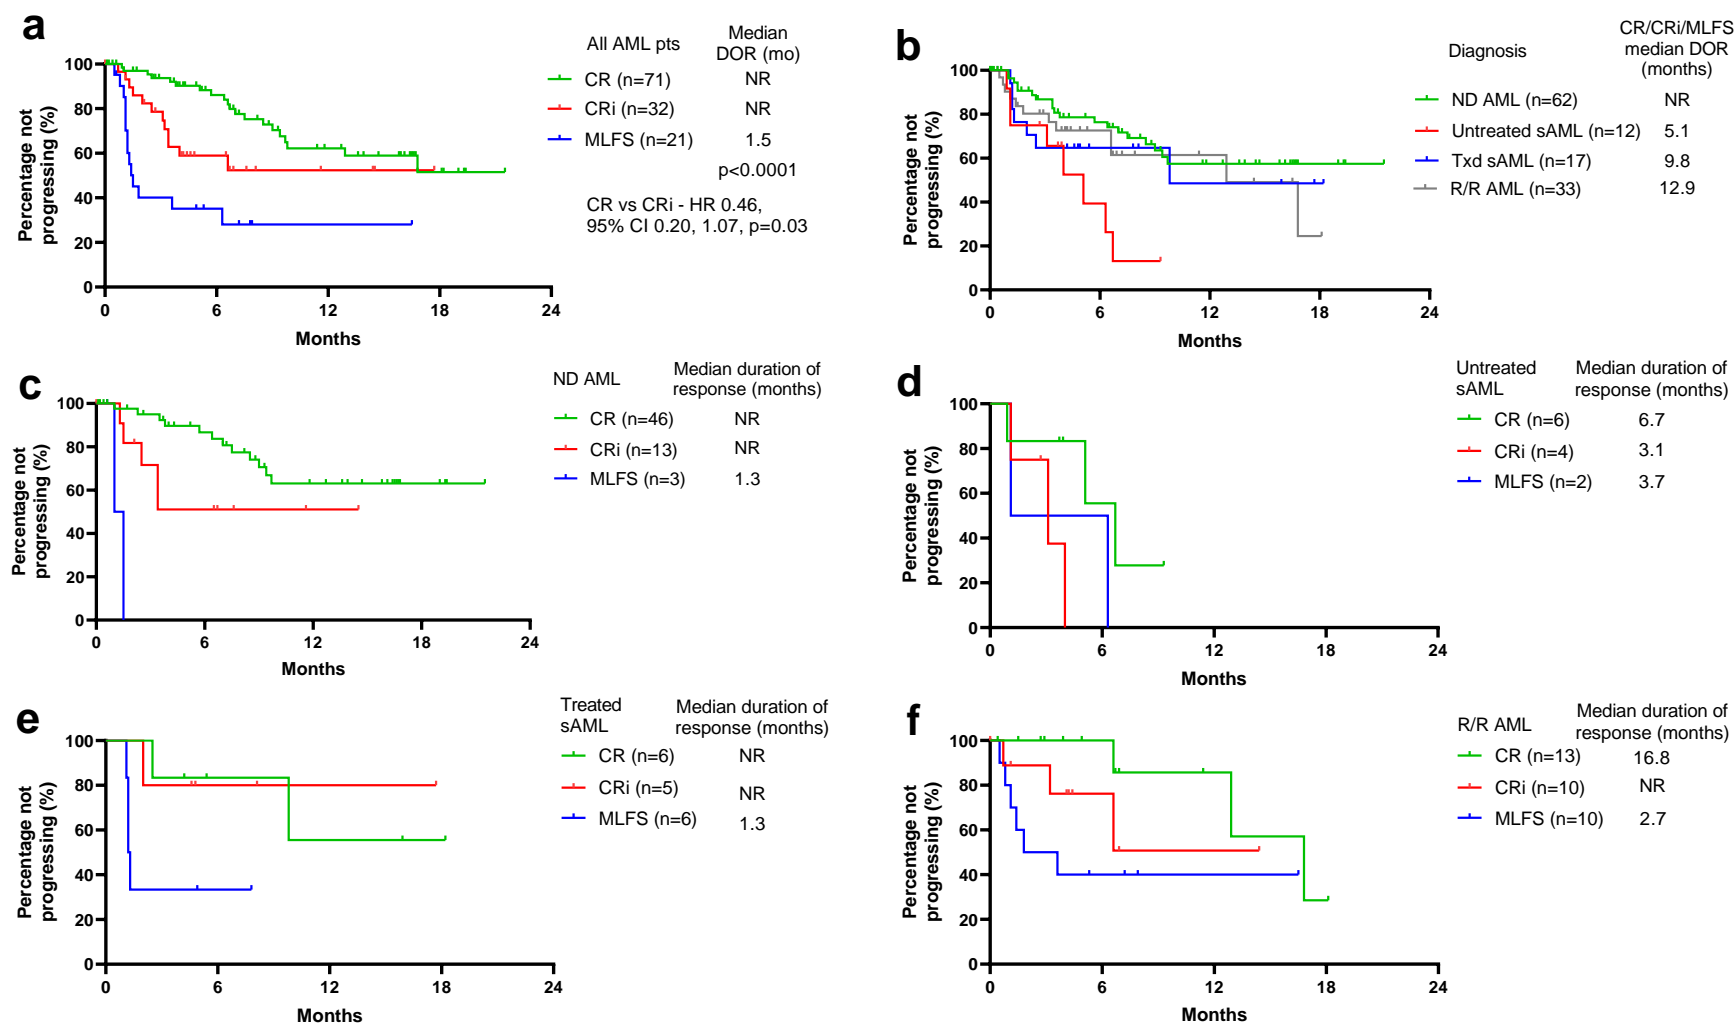 a
All AML pts
Median
DOR (mo)
CR (n=71) NR
CRi (n=32) NR
MLFS (n=21) 1.5
p<0.0001
CR vs CRi - HR 0.46,
95% CI 0.20, 1.07, p=0.03
Percentage not
progressing (%)
100
80
60
40
20
0
0 6 12 18 24
Months
b
Diagnosis
CR/CRi/MLFS
median DOR
(months)
ND AML (n=62) NR
Untreated sAML (n=12) 5.1
Txd sAML (n=17) 9.8
R/R AML (n=33) 12.9
Percentage not
progressing (%)
100
80
60
40
20
0
0 6 12 18 24
Months
c
ND AML
Median duration of
response (months)
CR (n=46) NR
CRi (n=13) NR
MLFS (n=3) 1.3
Percentage not
progressing (%)
100
80
60
40
20
0
0 6 12 18 24
Months
d
Untreated
sAML
Median duration of
response (months)
CR (n=6) 6.7
CRi (n=4) 3.1
MLFS (n=2) 3.7
Percentage not
progressing (%)
100
80
60
40
20
0
0 6 12 18 24
Months
e
Treated
sAML
Median duration of
response (months)
CR (n=6) NR
CRi (n=5) NR
MLFS (n=6) 1.3
Percentage not
progressing (%)
100
80
60
40
20
0
0 6 12 18 24
Months
f
R/R AML
Median duration of
response (months)
CR (n=13) 16.8
CRi (n=10) NR
MLFS (n=10) 2.7
Percentage not
progressing (%)
100
80
60
40
20
0
0 6 12 18 24
Months